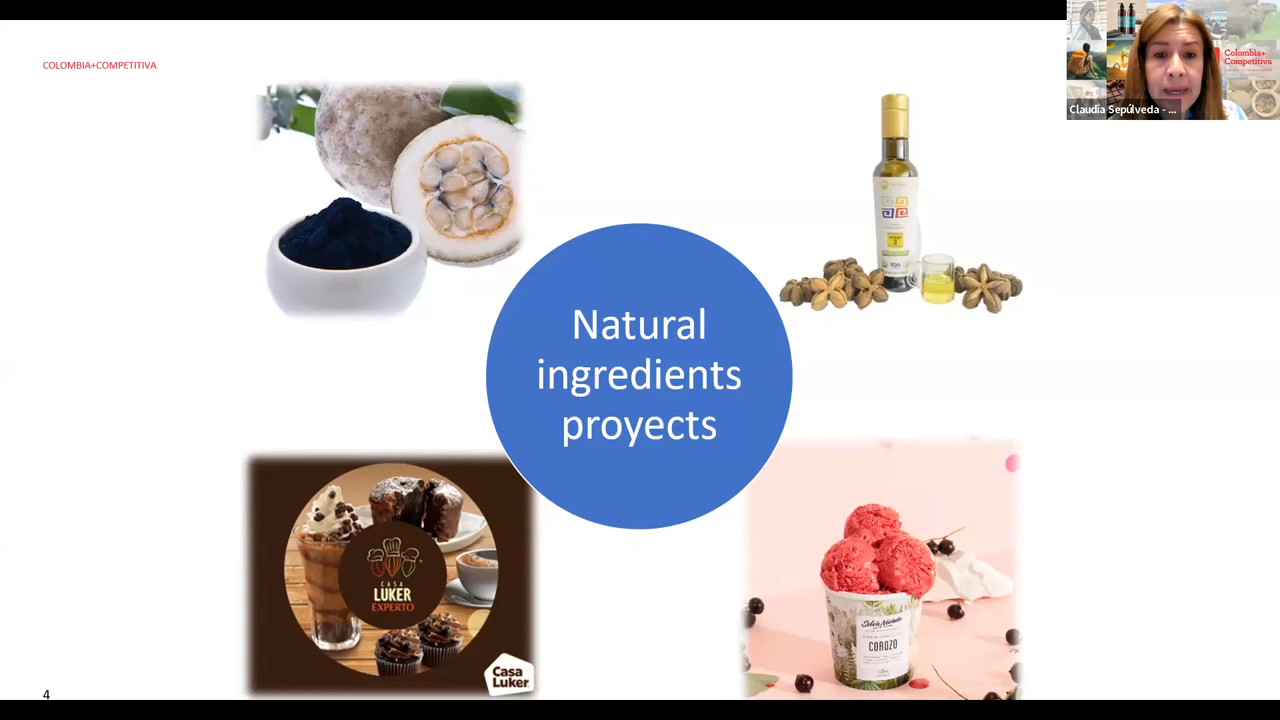 COLOMBIA+COMPETITIVA
Colombia+
Competitiva
Claudia Sepúlveda - ...
Natural
ingredients
proyects
CASA
LUKER
EXPERTO
Casa
Luker
COROZO
4